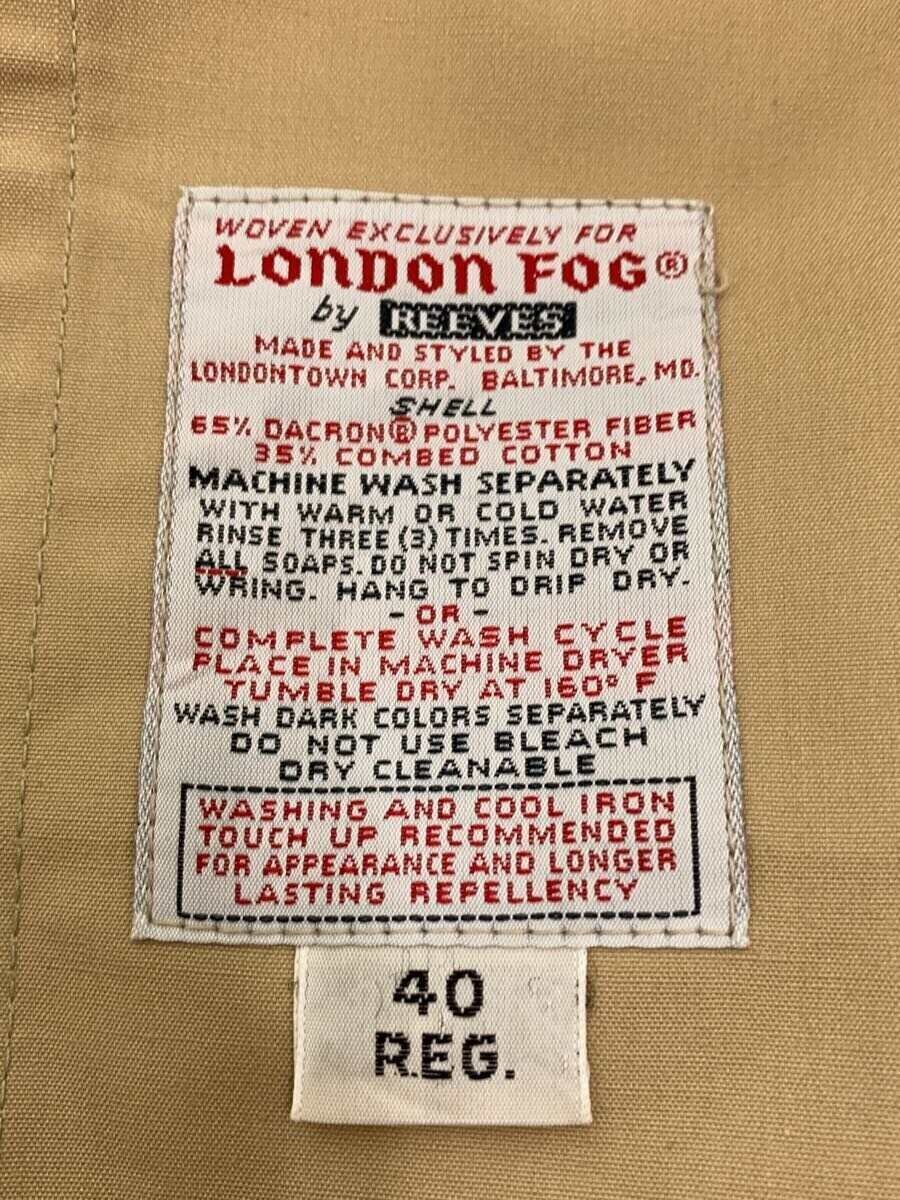 WOVEN EXCLUSIVELY FOR
LONDON FOG®
by REEVES
MADE AND STYLED BY THE
LONDONTOWN CORP. BALTIMORE, MD.
SHELL
65% DACRON® POLYESTER FIBER
35% COMBED COTTON
MACHINE WASH SEPARATELY
WITH WARM OR COLD WATER
RINSE THREE (3) TIMES. REMOVE
ALL SOAPS. DO NOT SPIN DRY OR
WRING. HANG TO DRIP DRY.
- OR -
COMPLETE WASH CYCLE
PLACE IN MACHINE DRYER
TUMBLE DRY AT 160° F
WASH DARK COLORS SEPARATELY
DO NOT USE BLEACH
DRY CLEANABLE
WASHING AND COOL IRON
TOUCH UP RECOMMENDED
FOR APPEARANCE AND LONGER
LASTING REPELLENCY
40
REG.